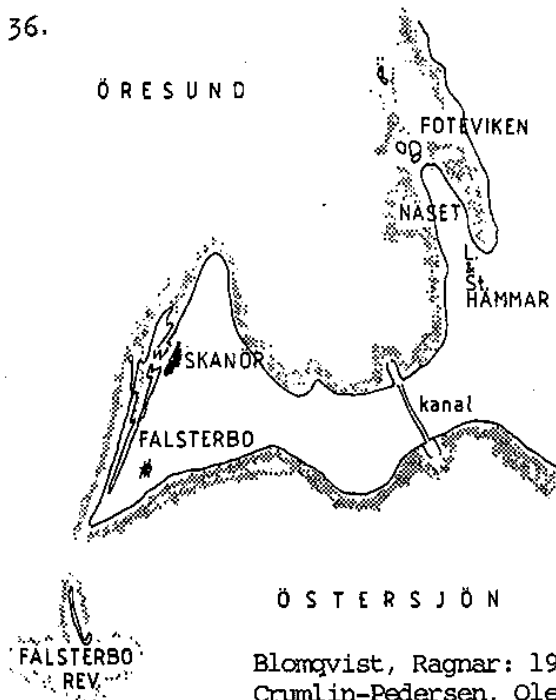 36.
ÖRESUND
FOTEVIKEN
NÄSET
L.
&
St.
HAMMAR
SKANÖR
kanal
FALSTERBO
ÖSTERSJÖN
FALSTERBO
REV.
Blomqvist, Ragnar: 19
Crumlin-Pedersen, Ole